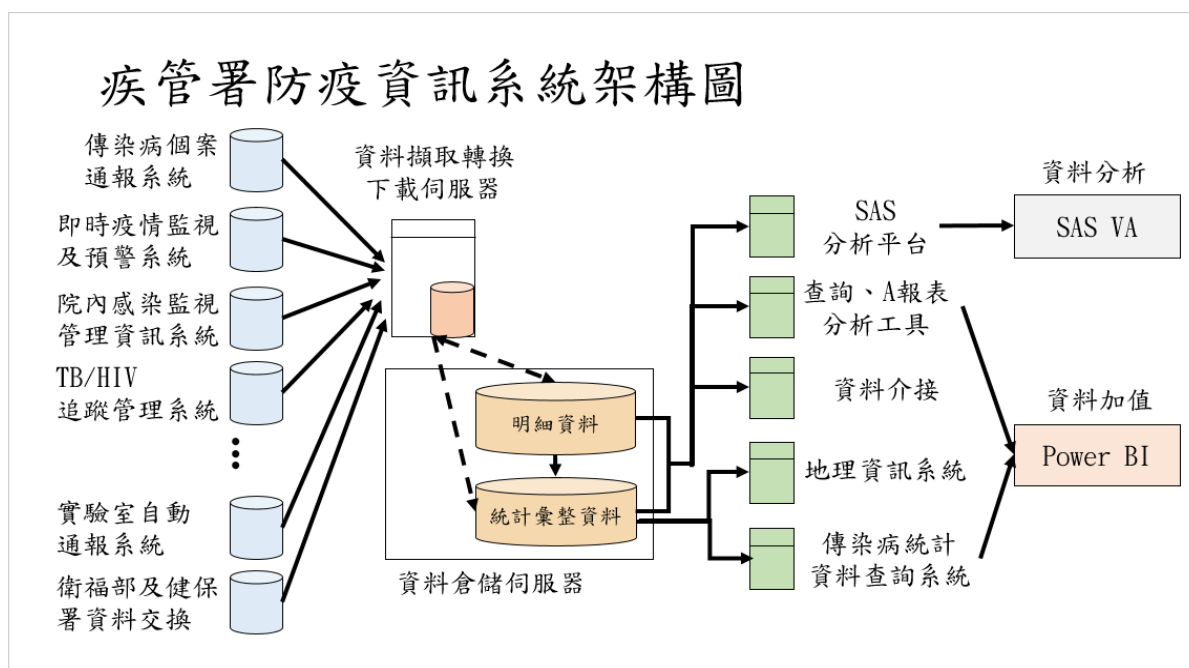 疾管署防疫資訊系統架構圖
傳染病個案
通報系統
即時疫情監視
及預警系統
院內感染監視
管理資訊系統
TB/HIV
追蹤管理系統
實驗室自動
通報系統
衛福部及健保
署資料交換
資料擷取轉換
下載伺服器
明細資料
統計彙整資料
資料倉儲伺服器
SAS
分析平台
查詢、A報表
分析工具
資料介接
地理資訊系統
傳染病統計
資料查詢系統
資料分析
SAS VA
資料加值
Power BI